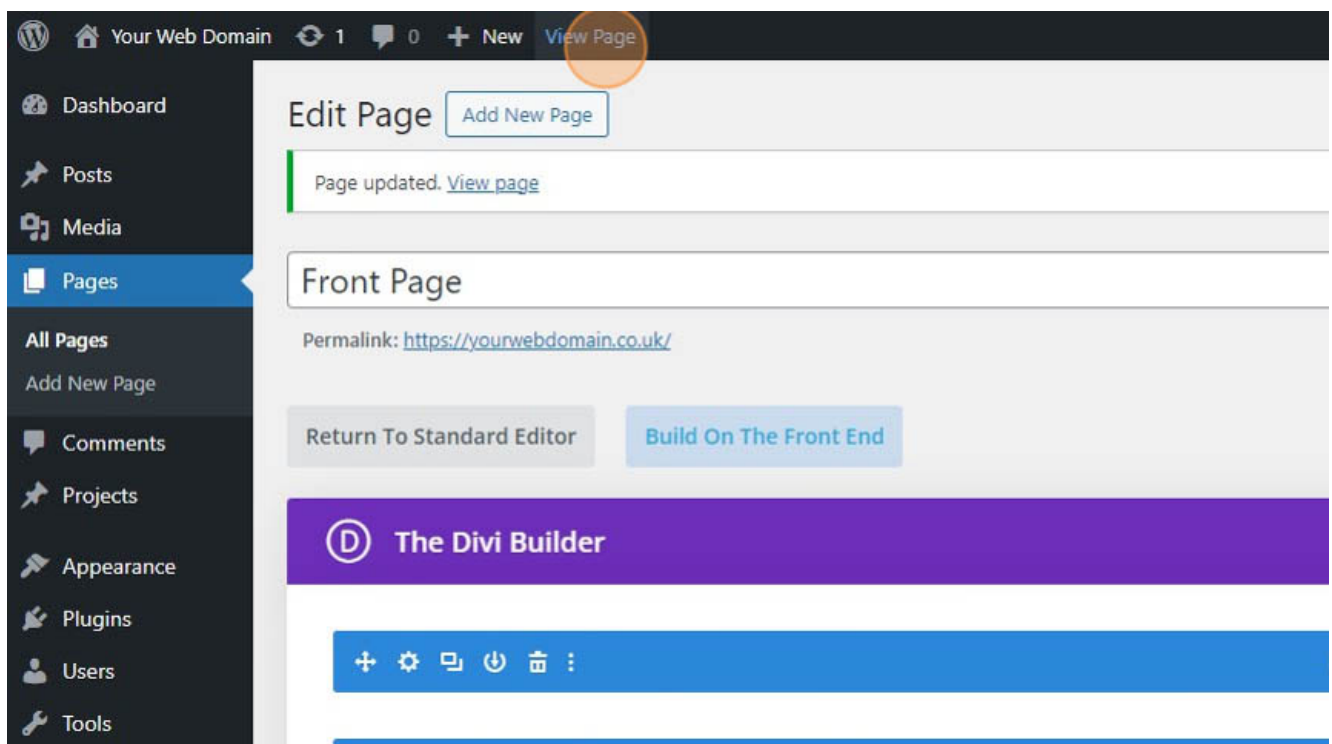 Your Web Domain 1 0 + New View Page
Dashboard
Posts
Media
Pages
All Pages
Add New Page
Comments
Projects
Appearance
Plugins
Users
Tools
Edit Page Add New Page
Page updated. View page
Front Page
Permalink: https://yourwebdomain.co.uk/
Return To Standard Editor Build On The Front End
D The Divi Builder